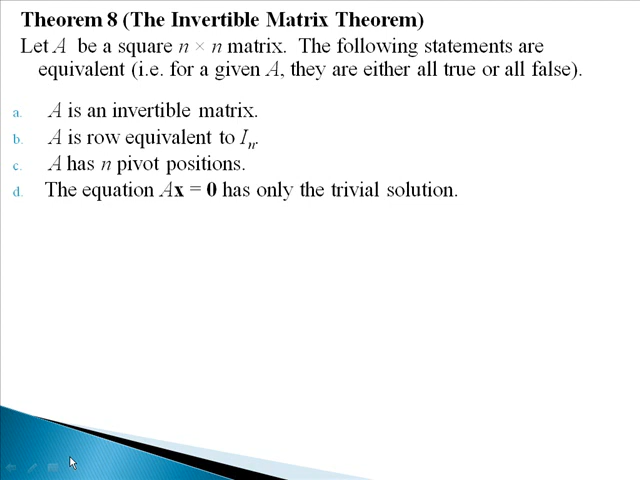 Theorem 8 (The Invertible Matrix Theorem)
Let A be a square n × n matrix. The following statements are
equivalent (i.e. for a given A, they are either all true or all false).
a. A is an invertible matrix.
b. A is row equivalent to Iₙ.
c. A has n pivot positions.
d. The equation Ax = 0 has only the trivial solution.